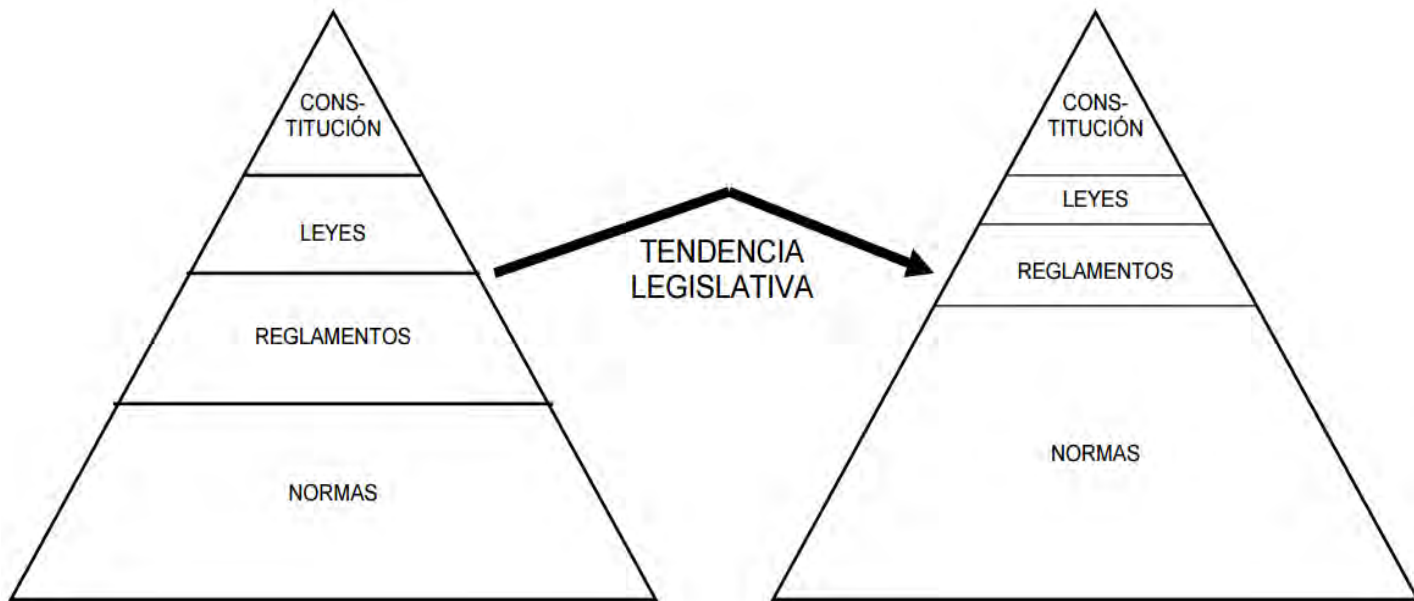 CONS-
TITUCIÓN
LEYES
REGLAMENTOS
NORMAS
TENDENCIA
LEGISLATIVA
CONS-
TITUCIÓN
LEYES
REGLAMENTOS
NORMAS